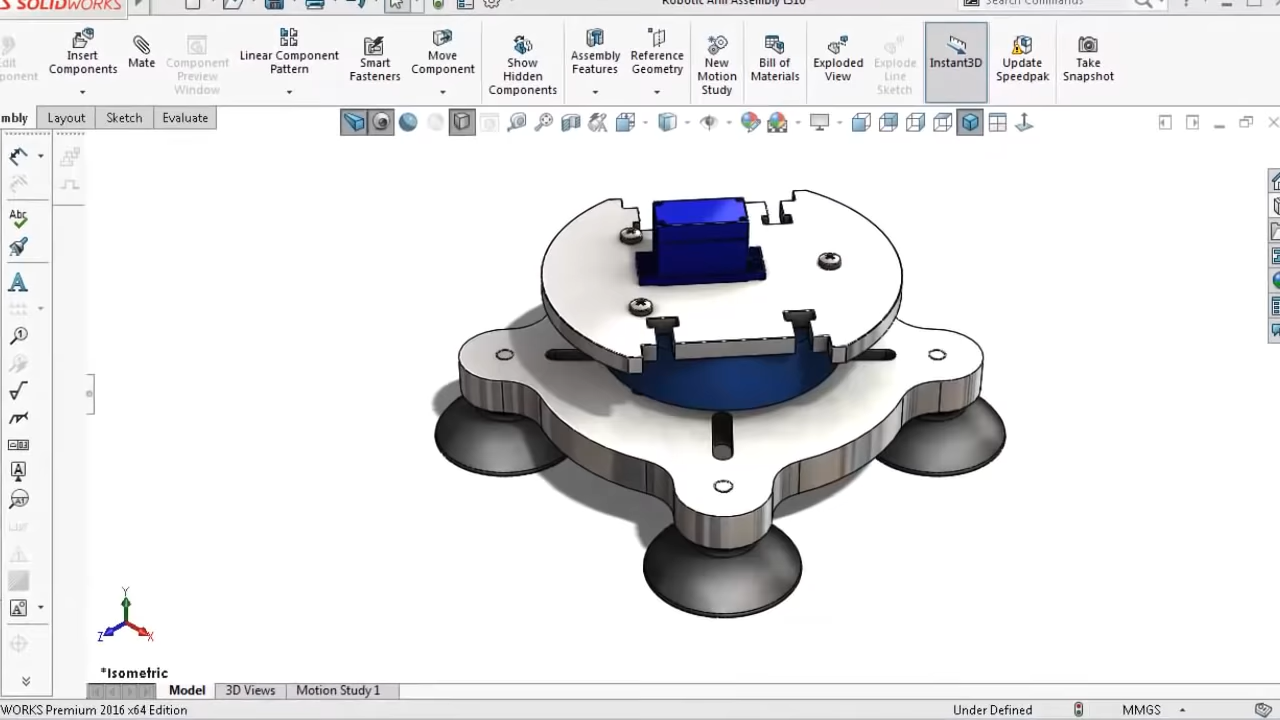 SOLIDWORKS
Robotic Arm Assembly
Search Commands
Insert Components
Mate
Component Preview Window
Linear Component Pattern
Smart Fasteners
Move Component
Show Hidden Components
Assembly Features
Reference Geometry
New Motion Study
Bill of Materials
Exploded View
Explode Line Sketch
Instant3D
Update Speedpak
Take Snapshot
mbly
Layout
Sketch
Evaluate
Abc
A
Y
Z
X
*Isometric
Model
3D Views
Motion Study 1
WORKS Premium 2016 x64 Edition
Under Defined
MMGS